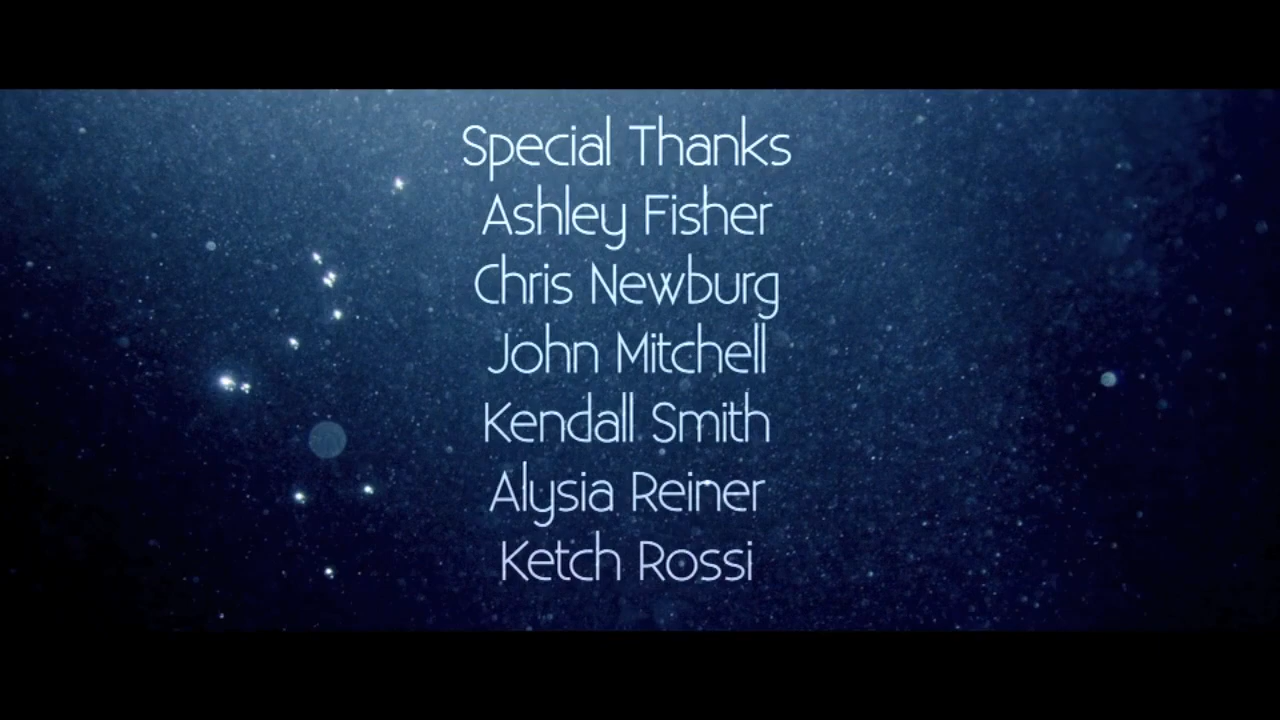 Special Thanks
Ashley Fisher
Chris Newburg
John Mitchell
Kendall Smith
Alysia Reiner
Ketch Rossi